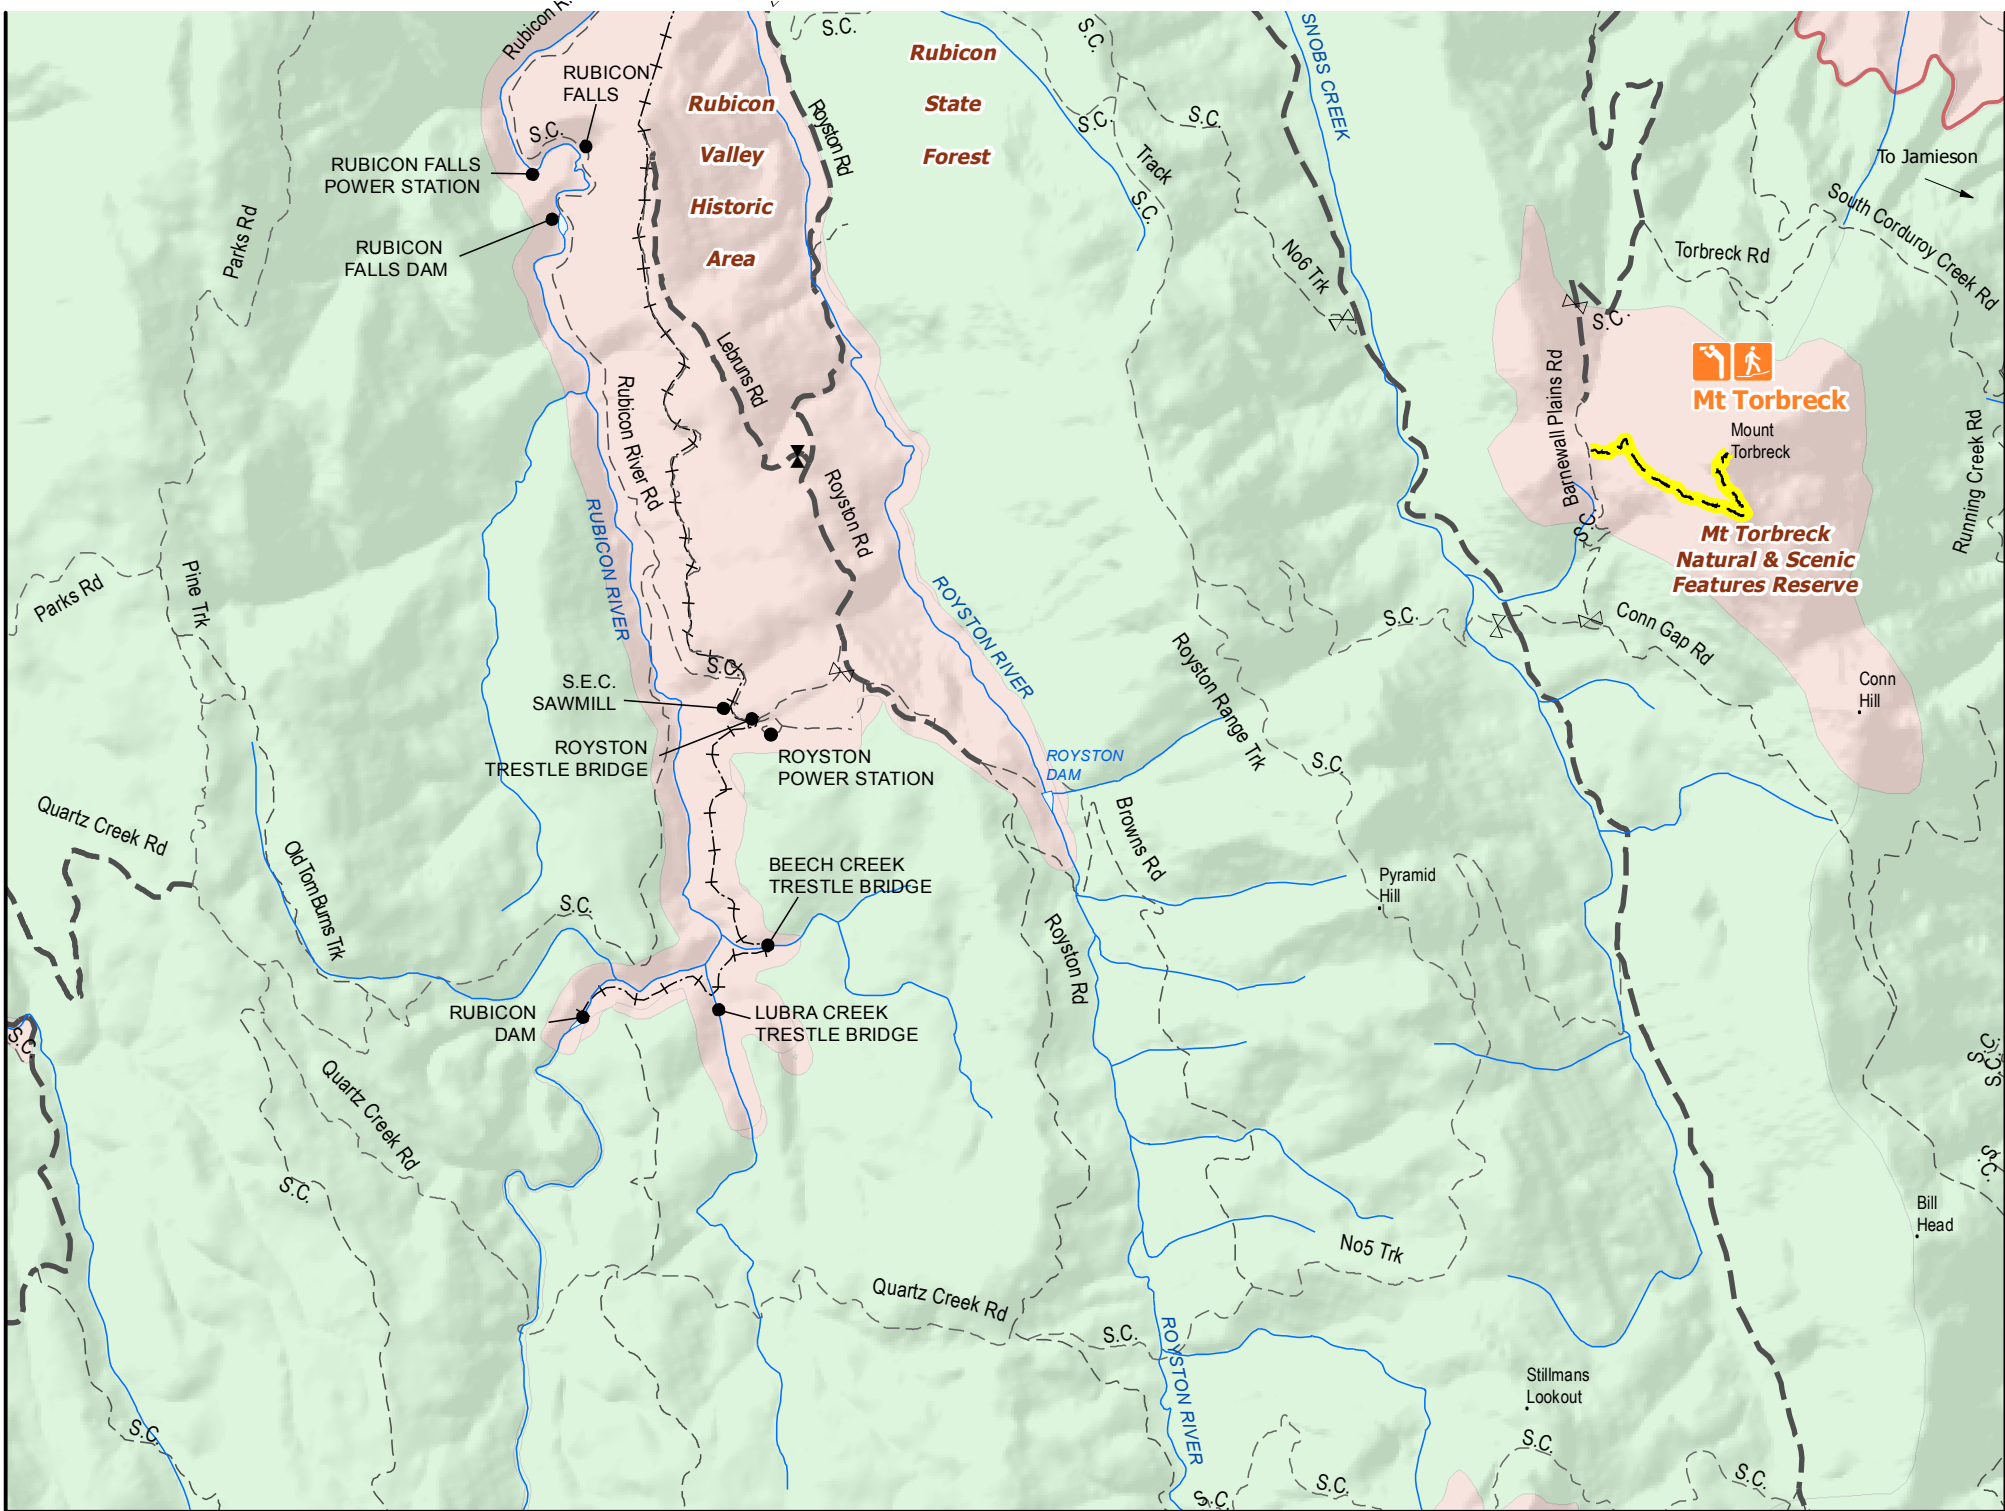 Rubicon R
S.C.
S.C.
SNOBS CREEK
RUBICON
FALLS
Rubicon
State
Forest
Rubicon
Valley
Historic
Area
Royston Rd
S.C.
S.C.
S.C.
Track
S.C.
RUBICON FALLS
POWER STATION
RUBICON
FALLS DAM
Parks Rd
To Jamieson
South Corduroy Creek Rd
Torbreck Rd
No6 Trk
S.C.
Lebruns Rd
Rubicon River Rd
Barnewall Plains Rd
Mt Torbreck
Mount
Torbreck
Running Creek Rd
Royston Rd
RUBICON RIVER
S.C.
Mt Torbreck
Natural & Scenic
Features Reserve
Parks Rd
Pine Trk
ROYSTON RIVER
S.C.
Conn Gap Rd
Royston Range Trk
S.C.
S.E.C.
SAWMILL
Conn
Hill
ROYSTON
TRESTLE BRIDGE
ROYSTON
POWER STATION
ROYSTON
DAM
S.C.
Quartz Creek Rd
Old Tom Burns Trk
Browns Rd
BEECH CREEK
TRESTLE BRIDGE
Pyramid
Hill
S.C.
Royston Rd
RUBICON
DAM
LUBRA CREEK
TRESTLE BRIDGE
S.C.
S.C.
S.C.
Quartz Creek Rd
S.C.
S.C.
Bill
Head
No5 Trk
Quartz Creek Rd
S.C.
ROYSTON RIVER
Stillmans
Lookout
S.C.
S.C.
S.C.
S.C.
S.C.